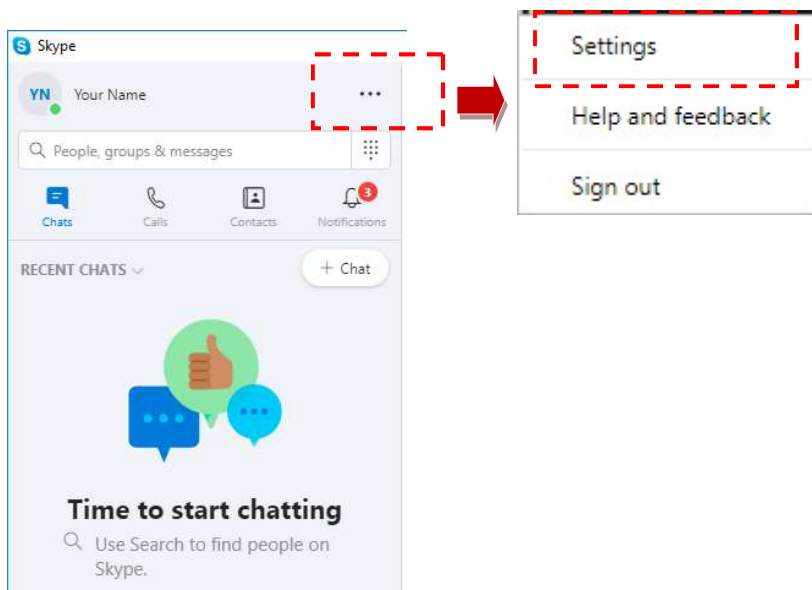 Skype
YN Your Name
People, groups & messages
3
Chats Calls Contacts Notifications
RECENT CHATS + Chat
Time to start chatting
Use Search to find people on
Skype.
Settings
Help and feedback
Sign out